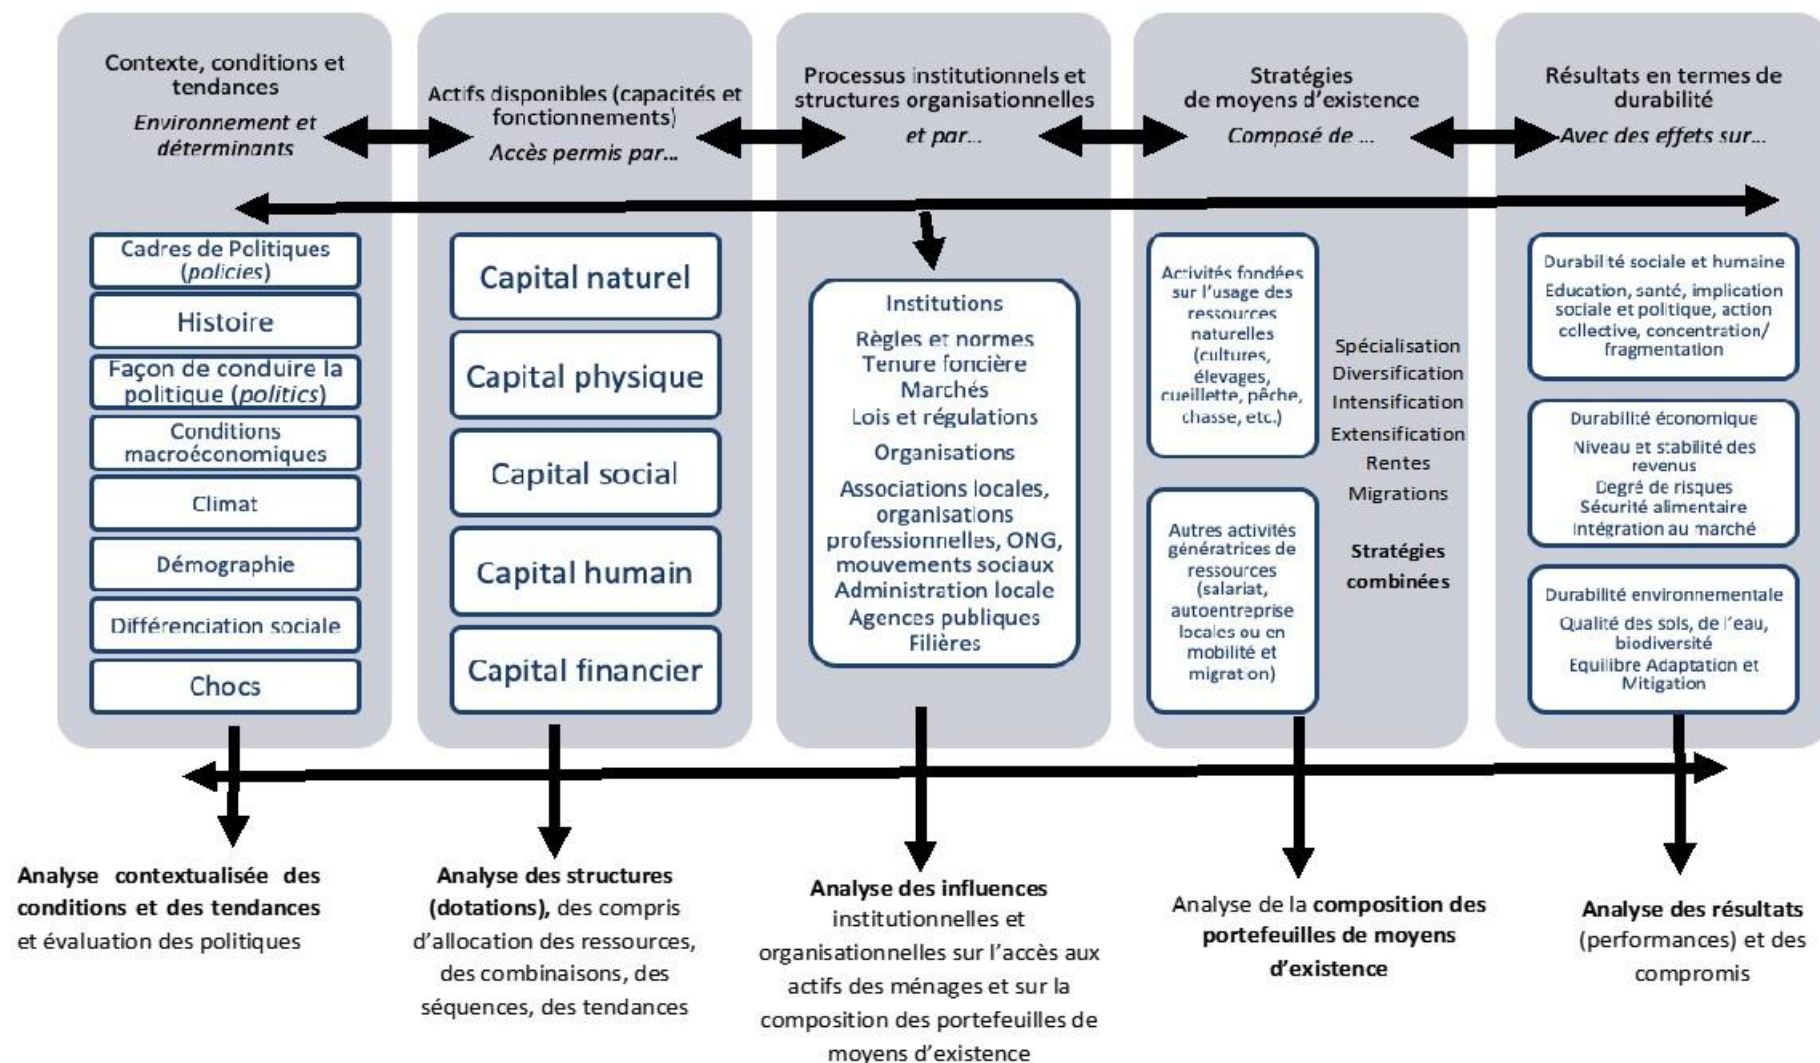 Contexte, conditions et
tendances
Environnement et
déterminants
Cadres de Politiques
(policies)
Histoire
Façon de conduire la
politique (politics)
Conditions
macroéconomiques
Climat
Démographie
Différenciation sociale
Chocs
Analyse contextualisée des
conditions et des tendances
et évaluation des politiques
Actifs disponibles (capacités et
fonctionnements)
Accès permis par...
Capital naturel
Capital physique
Capital social
Capital humain
Capital financier
Analyse des structures
(dotations), des compris
d'allocation des ressources,
des combinaisons, des
séquences, des tendances
Processus institutionnels et
structures organisationnelles
et par...
Institutions
Règles et normes
Tenure foncière
Marchés
Lois et régulations
Organisations
Associations locales,
organisations
professionnelles, ONG,
mouvements sociaux
Administration locale
Agences publiques
Filières
Analyse des influences
institutionnelles et
organisationnelles sur l'accès aux
actifs des ménages et sur la
composition des portefeuilles de
moyens d'existence
Stratégies
de moyens d'existence
Composé de ...
Activités fondées
sur l'usage des
ressources
naturelles
(cultures,
élevages,
cueillette, pêche,
chasse, etc.)
Autres activités
génératrices de
ressources
(salariat,
autoentreprise
locales ou en
mobilité et
migration)
Spécialisation
Diversification
Intensification
Extensification
Rentes
Migrations
Stratégies
combinées
Analyse de la composition des
portefeuilles de moyens
d'existence
Résultats en termes de
durabilité
Avec des effets sur...
Durabilité sociale et humaine
Education, santé, implication
sociale et politique, action
collective, concentration/
fragmentation
Durabilité économique
Niveau et stabilité des
revenus
Degré de risques
Sécurité alimentaire
Intégration au marché
Durabilité environnementale
Qualité des sols, de l'eau,
biodiversité
Equilibre Adaptation et
Mitigation
Analyse des résultats
(performances) et des
compromis